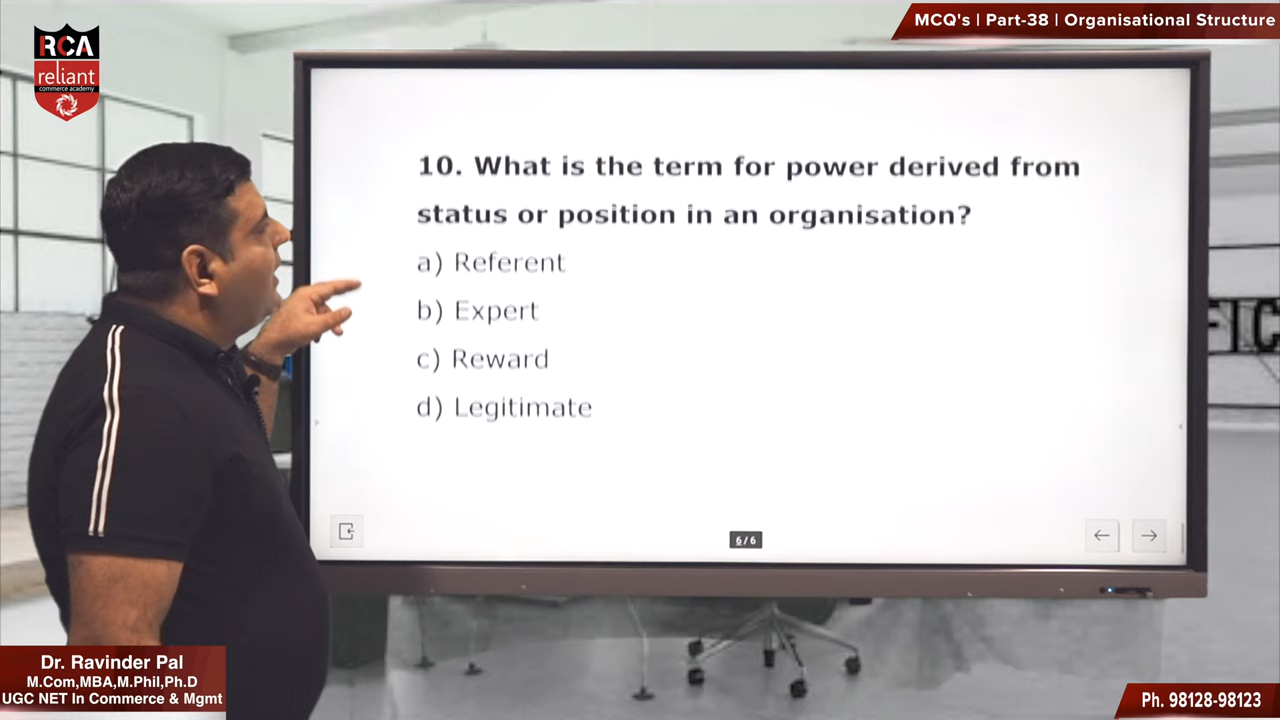 RCA
reliant
commerce academy
MCQ's | Part-38 | Organisational Structure
10. What is the term for power derived from
status or position in an organisation?
a) Referent
b) Expert
c) Reward
d) Legitimate
6/6
Dr. Ravinder Pal
M.Com,MBA,M.Phil,Ph.D
UGC NET In Commerce & Mgmt
Ph. 98128-98123